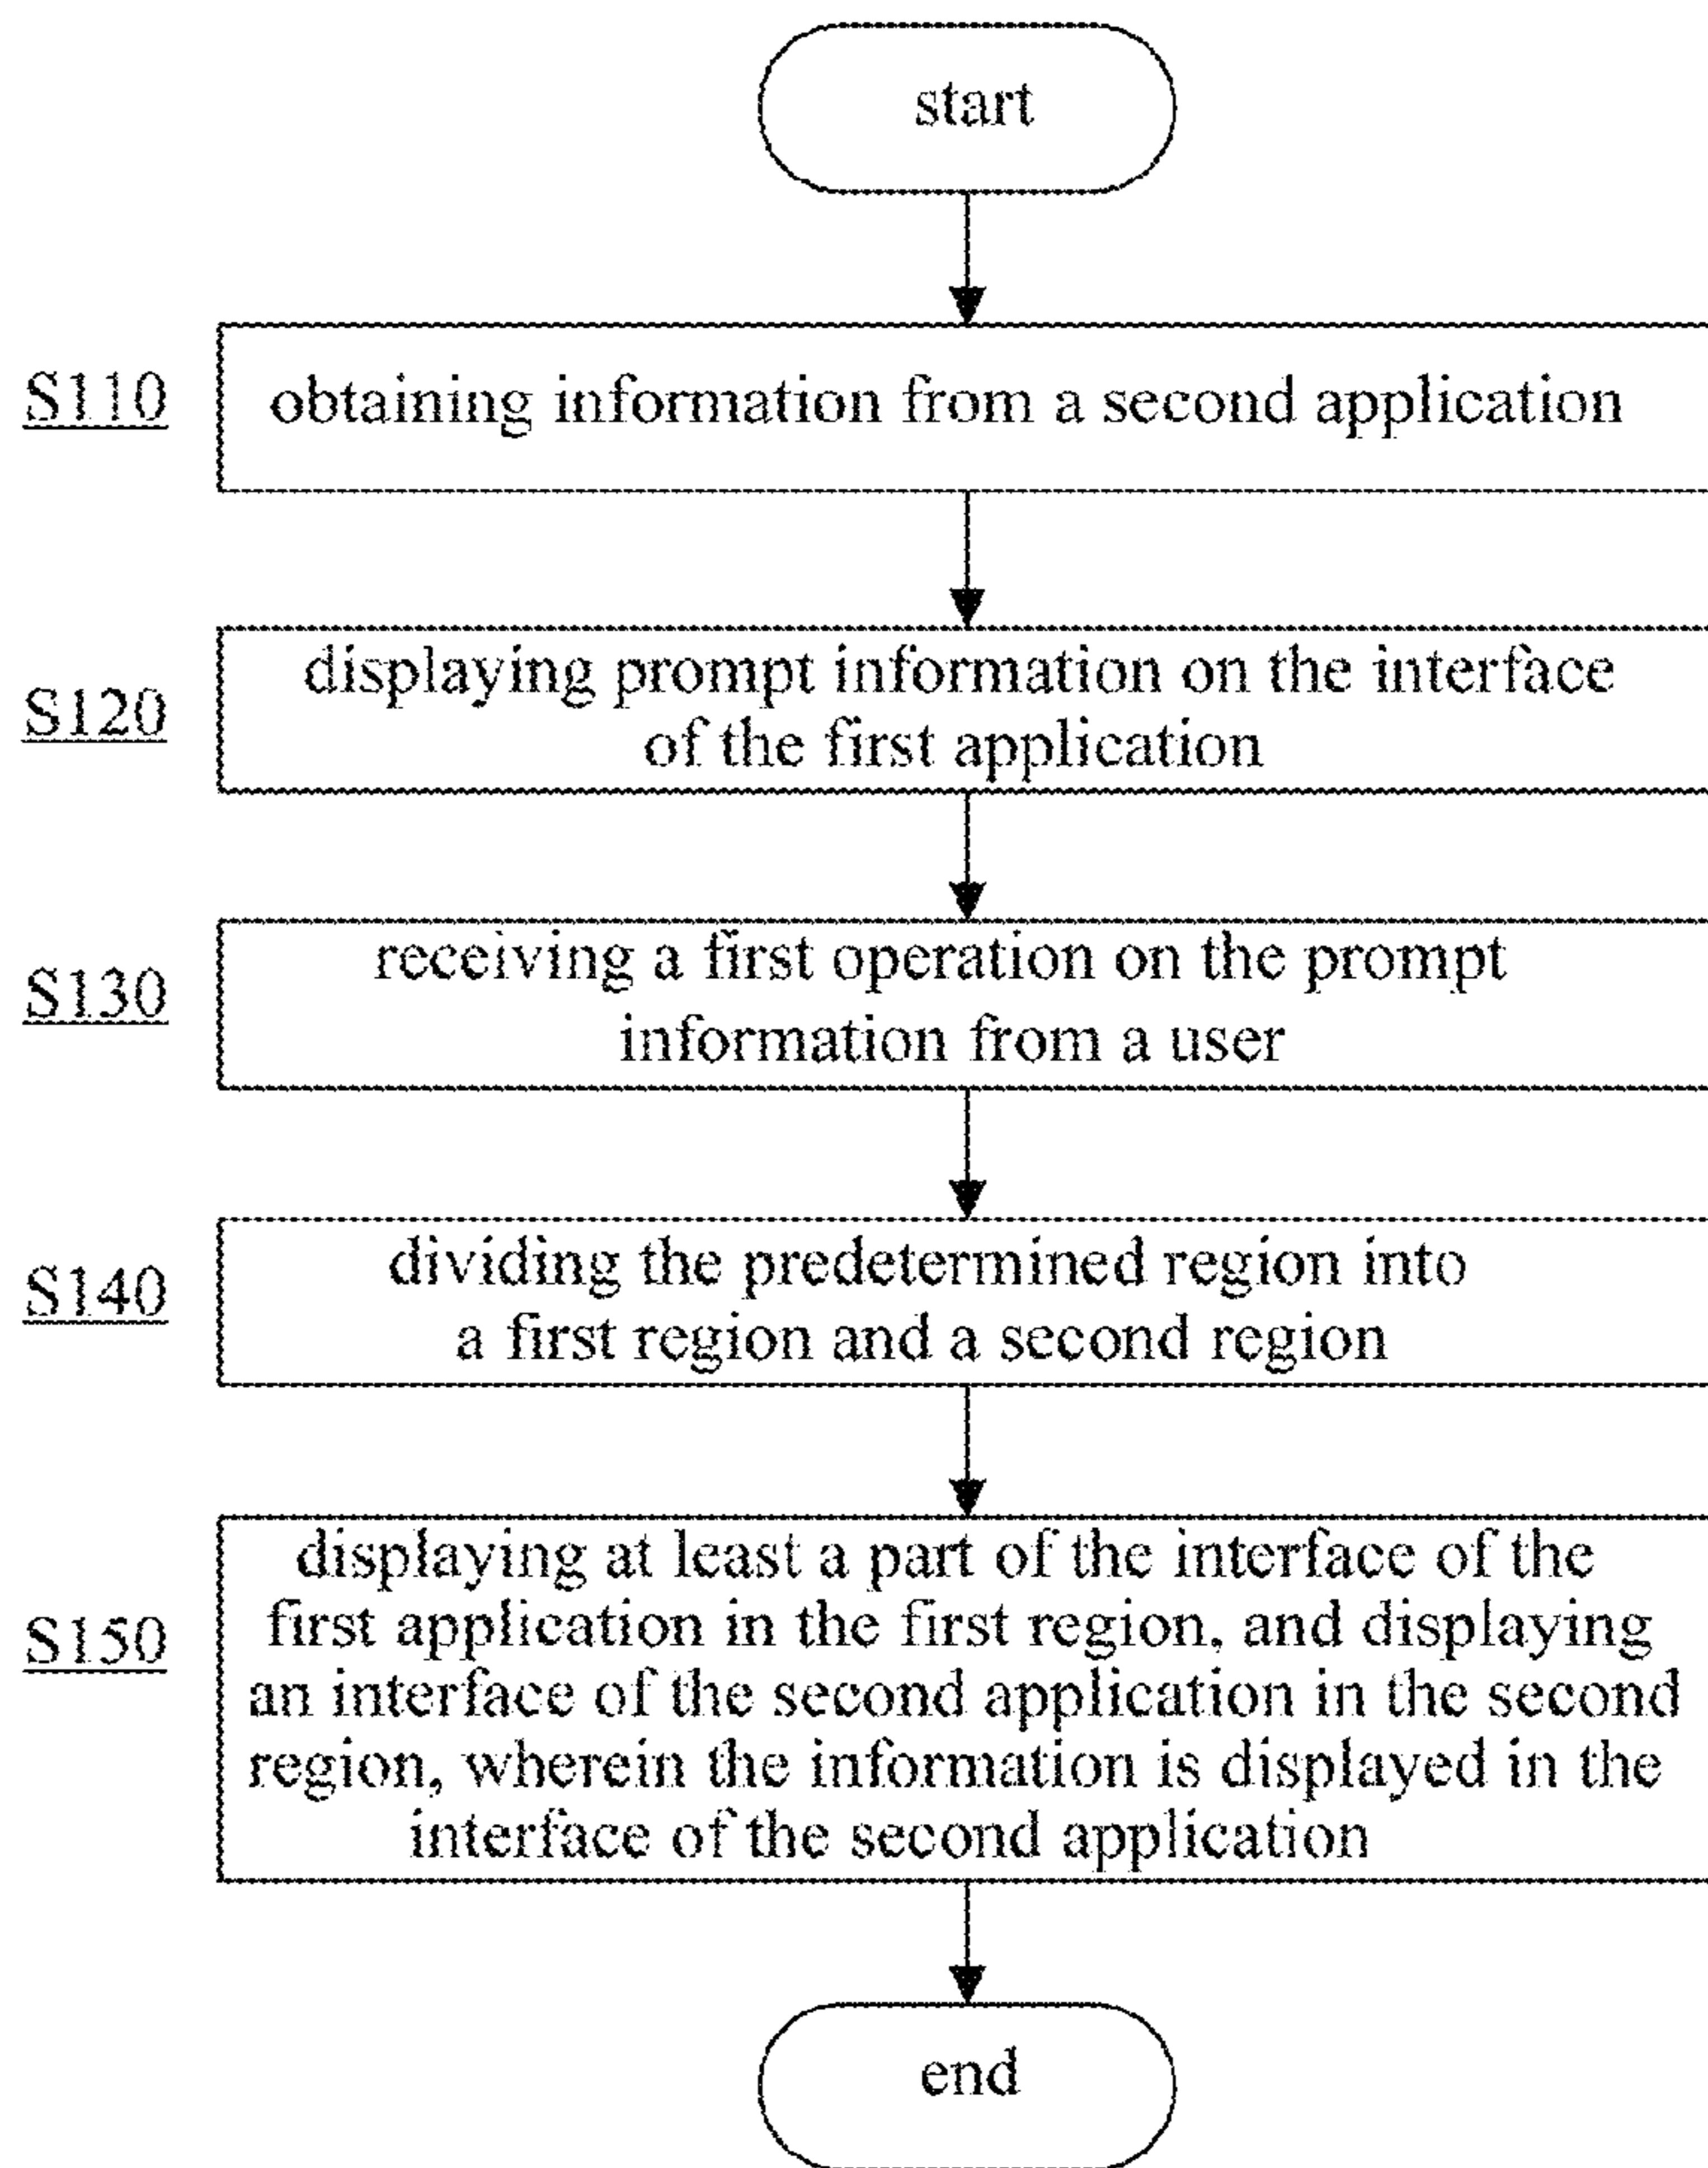 start
S110
obtaining information from a second application
S120
displaying prompt information on the interface
of the first application
S130
receiving a first operation on the prompt
information from a user
S140
dividing the predetermined region into
a first region and a second region
S150
displaying at least a part of the interface of the
first application in the first region, and displaying
an interface of the second application in the second
region, wherein the information is displayed in the
interface of the second application
end